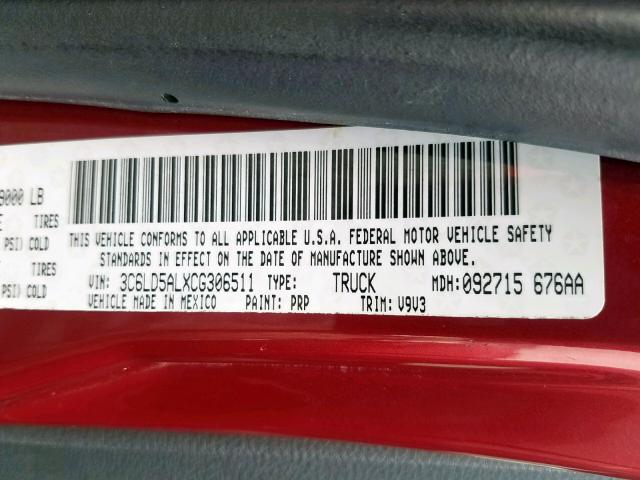 9000 LB
TIRES
PSI) COLD
TIRES
PSI) COLD
THIS VEHICLE CONFORMS TO ALL APPLICABLE U.S.A. FEDERAL MOTOR VEHICLE SAFETY
STANDARDS IN EFFECT ON THE DATE OF MANUFACTURE SHOWN ABOVE.
VIN: 3C6LD5ALXCG306511 TYPE: TRUCK MDH: 092715 676AA
VEHICLE MADE IN MEXICO PAINT: PRP TRIM: V9V3